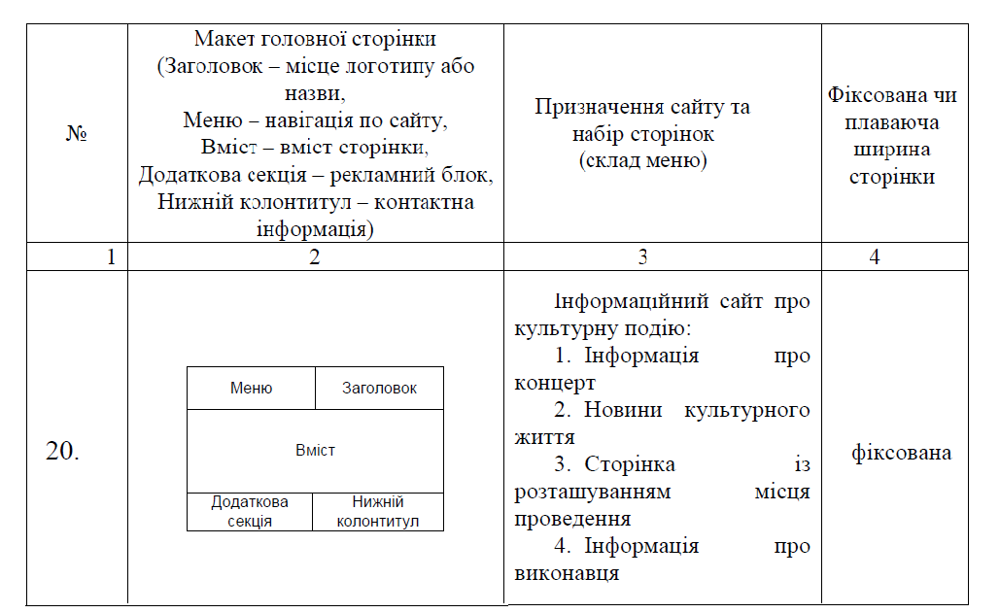 №
Макет головної сторінки
(Заголовок – місце логотипу або
назви,
Меню – навігація по сайту,
Вміст – вміст сторінки,
Додаткова секція – рекламний блок,
Нижній колонтитул – контактна
інформація)
Призначення сайту та
набір сторінок
(склад меню)
Фіксована чи
плаваюча
ширина
сторінки
1
2
3
4
20.
Меню
Заголовок
Вміст
Додаткова
секція
Нижній
колонтитул
Інформаційний сайт про
культурну подію:
1. Інформація про
концерт
2. Новини культурного
життя
3. Сторінка із
розташуванням місця
проведення
4. Інформація про
виконавця
фіксована